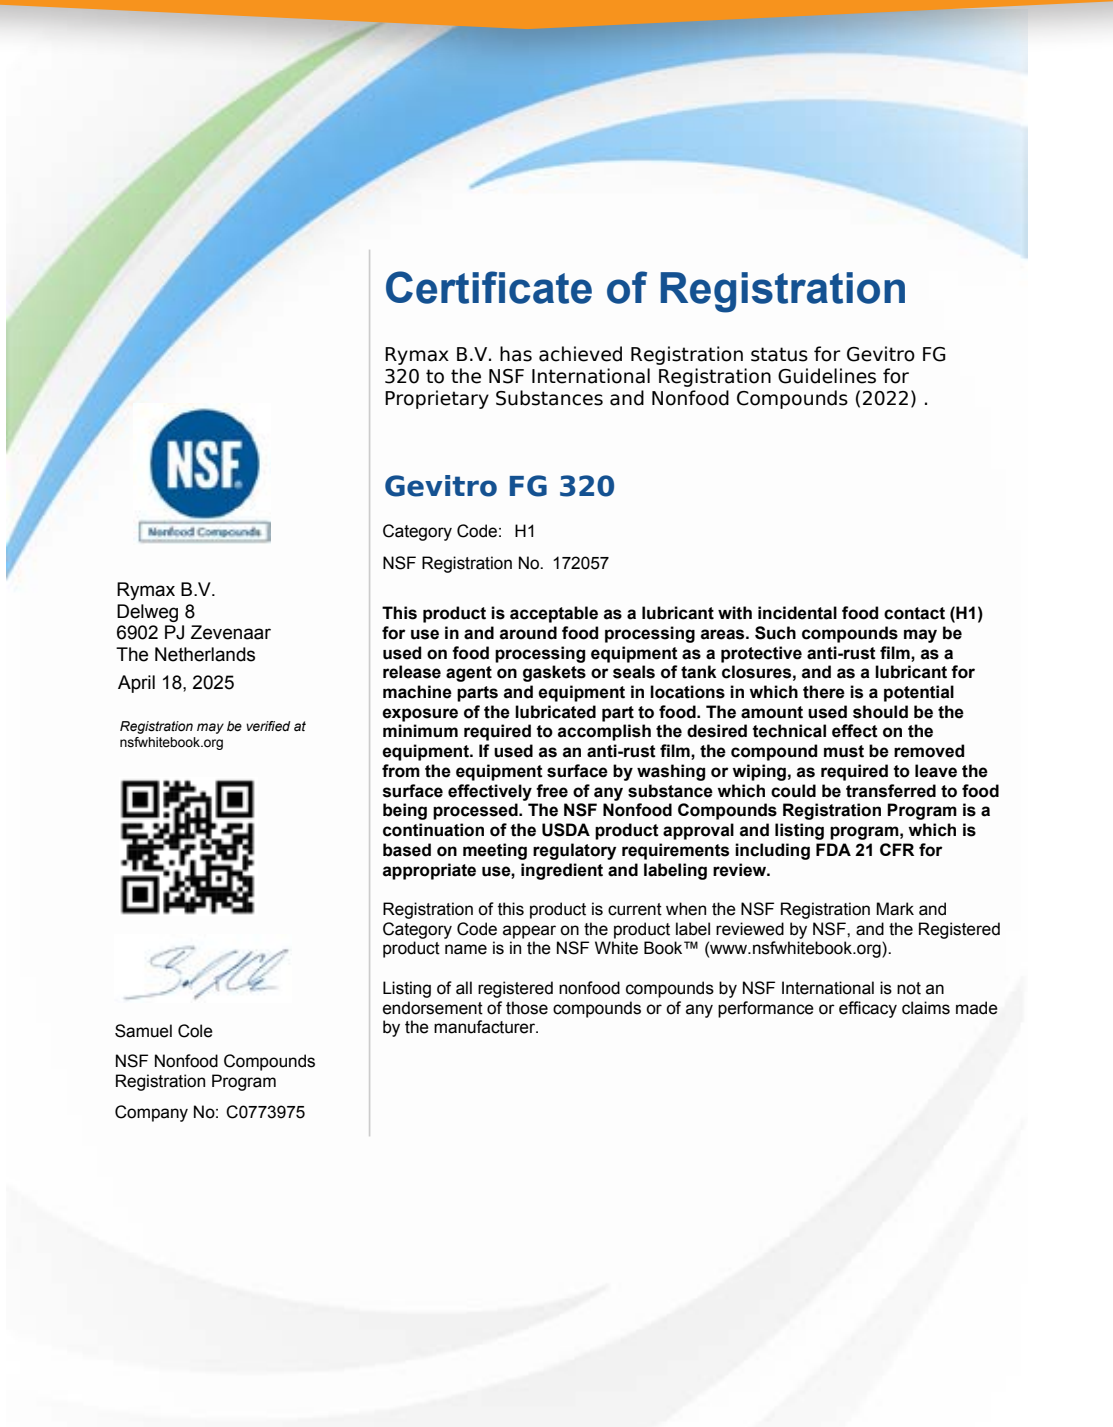 Certificate of Registration
Rymax B.V. has achieved Registration status for Gevitro FG
320 to the NSF International Registration Guidelines for
Proprietary Substances and Nonfood Compounds (2022) .
NSF®
Nonfood Compounds
Rymax B.V.
Delweg 8
6902 PJ Zevenaar
The Netherlands
April 18, 2025
Registration may be verified at
nsfwhitebook.org
Samuel Cole
NSF Nonfood Compounds
Registration Program
Company No: C0773975
Gevitro FG 320
Category Code: H1
NSF Registration No. 172057
This product is acceptable as a lubricant with incidental food contact (H1)
for use in and around food processing areas. Such compounds may be
used on food processing equipment as a protective anti-rust film, as a
release agent on gaskets or seals of tank closures, and as a lubricant for
machine parts and equipment in locations in which there is a potential
exposure of the lubricated part to food. The amount used should be the
minimum required to accomplish the desired technical effect on the
equipment. If used as an anti-rust film, the compound must be removed
from the equipment surface by washing or wiping, as required to leave the
surface effectively free of any substance which could be transferred to food
being processed. The NSF Nonfood Compounds Registration Program is a
continuation of the USDA product approval and listing program, which is
based on meeting regulatory requirements including FDA 21 CFR for
appropriate use, ingredient and labeling review.
Registration of this product is current when the NSF Registration Mark and
Category Code appear on the product label reviewed by NSF, and the Registered
product name is in the NSF White Book™ (www.nsfwhitebook.org).
Listing of all registered nonfood compounds by NSF International is not an
endorsement of those compounds or of any performance or efficacy claims made
by the manufacturer.